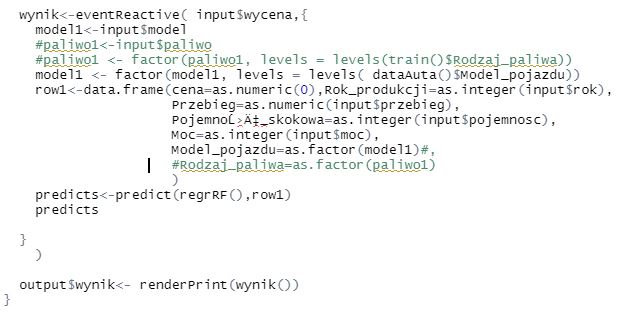 wynik<-eventReactive( input$wycena,{
model1<-input$model
#paliwo1<-input$paliwo
#paliwo1 <- factor(paliwo1, levels = levels(train()$Rodzaj_paliwa))
model1 <- factor(model1, levels = levels( dataAuta()$Model_pojazdu))
row1<-data.frame(cena=as.numeric(0),Rok_produkcji=as.integer(input$rok),
Przebieg=as.numeric(input$przebieg),
_skokowa=as.integer(input$pojemnosc),
Moc=as.integer(input$moc),
Model_pojazdu=as.factor(model1)#,
#Rodzaj_paliwa=as.factor(paliwo1)
)
predicts<-predict(regrRF(),row1)
predicts
}
)
output$wynik<- renderPrint(wynik())
}